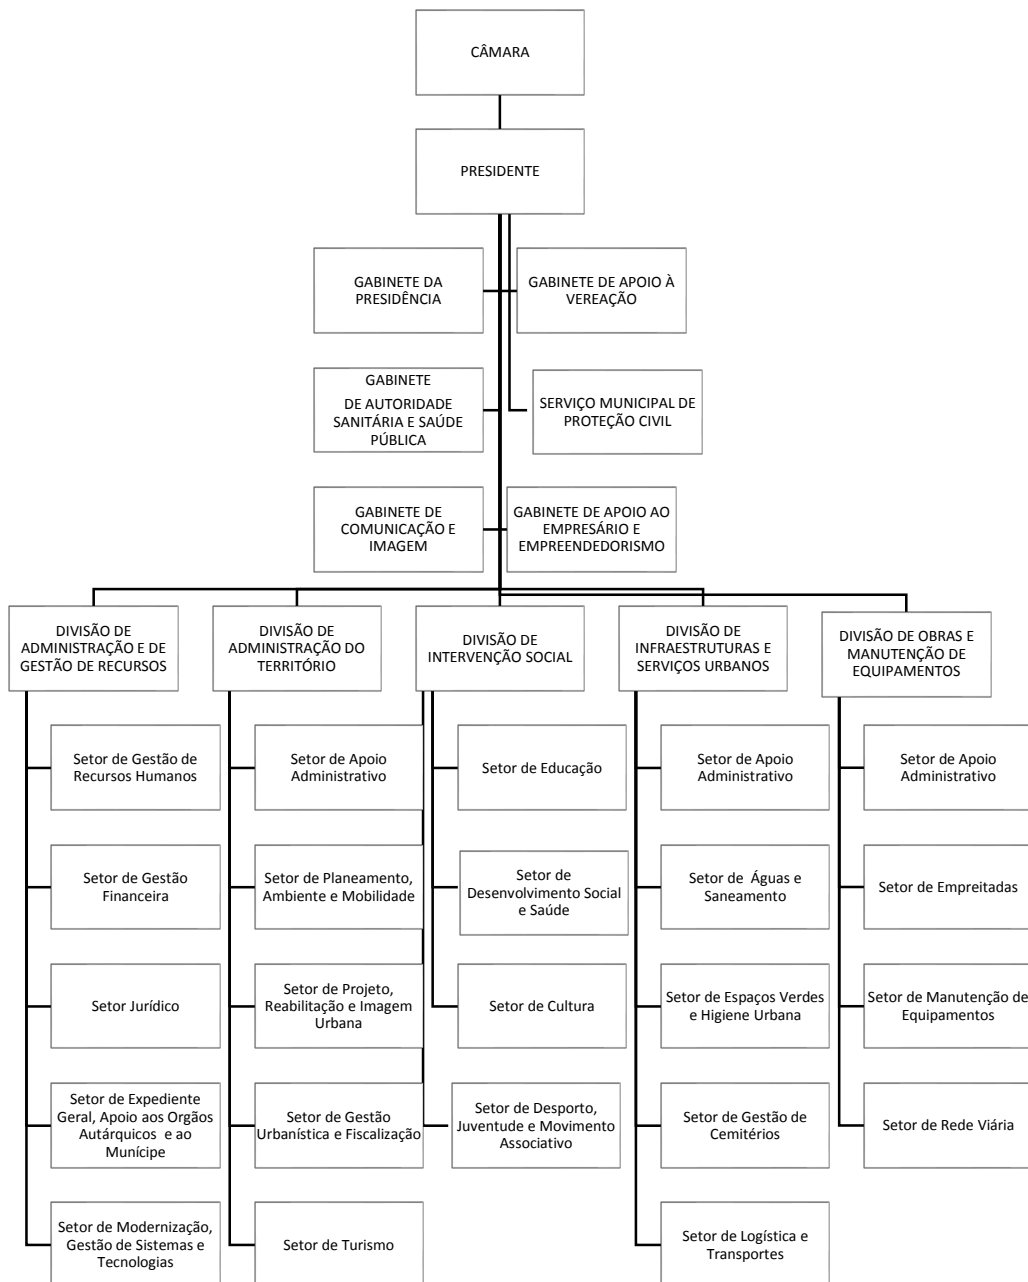 CÂMARA
PRESIDENTE
GABINETE DA
PRESIDÊNCIA
GABINETE DE APOIO À
VEREAÇÃO
GABINETE
DE AUTORIDADE
SANITÁRIA E SAÚDE
PÚBLICA
SERVIÇO MUNICIPAL DE
PROTEÇÃO CIVIL
GABINETE DE
COMUNICAÇÃO E
IMAGEM
GABINETE DE APOIO AO
EMPRESÁRIO E
EMPREENDEDORISMO
DIVISÃO DE
ADMINISTRAÇÃO E DE
GESTÃO DE RECURSOS
Setor de Gestão de
Recursos Humanos
Setor de Gestão
Financeira
Setor Jurídico
Setor de Expediente
Geral, Apoio aos Orgãos
Autárquicos e ao
Munícipe
Setor de Modernização,
Gestão de Sistemas e
Tecnologias
DIVISÃO DE
ADMINISTRAÇÃO DO
TERRITÓRIO
Setor de Apoio
Administrativo
Setor de Planeamento,
Ambiente e Mobilidade
Setor de Projeto,
Reabilitação e Imagem
Urbana
Setor de Gestão
Urbanística e Fiscalização
Setor de Turismo
DIVISÃO DE
INTERVENÇÃO SOCIAL
Setor de Educação
Setor de
Desenvolvimento Social
e Saúde
Setor de Cultura
Setor de Desporto,
Juventude e Movimento
Associativo
DIVISÃO DE
INFRAESTRUTURAS E
SERVIÇOS URBANOS
Setor de Apoio
Administrativo
Setor de Águas e
Saneamento
Setor de Espaços Verdes
e Higiene Urbana
Setor de Gestão de
Cemitérios
Setor de Logística e
Transportes
DIVISÃO DE OBRAS E
MANUTENÇÃO DE
EQUIPAMENTOS
Setor de Apoio
Administrativo
Setor de Empreitadas
Setor de Manutenção de
Equipamentos
Setor de Rede Viária